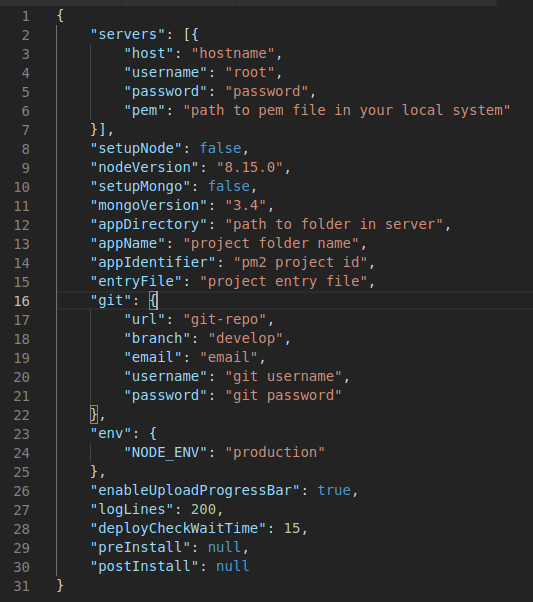 1 {
2 "servers": [{
3 "host": "hostname",
4 "username": "root",
5 "password": "password",
6 "pem": "path to pem file in your local system"
7 }],
8 "setupNode": false,
9 "nodeVersion": "8.15.0",
10 "setupMongo": false,
11 "mongoVersion": "3.4",
12 "appDirectory": "path to folder in server",
13 "appName": "project folder name",
14 "appIdentifier": "pm2 project id",
15 "entryFile": "project entry file",
16 "git": {
17 "url": "git-repo",
18 "branch": "develop",
19 "email": "email",
20 "username": "git username",
21 "password": "git password"
22 },
23 "env": {
24 "NODE_ENV": "production"
25 },
26 "enableUploadProgressBar": true,
27 "logLines": 200,
28 "deployCheckWaitTime": 15,
29 "preInstall": null,
30 "postInstall": null
31 }